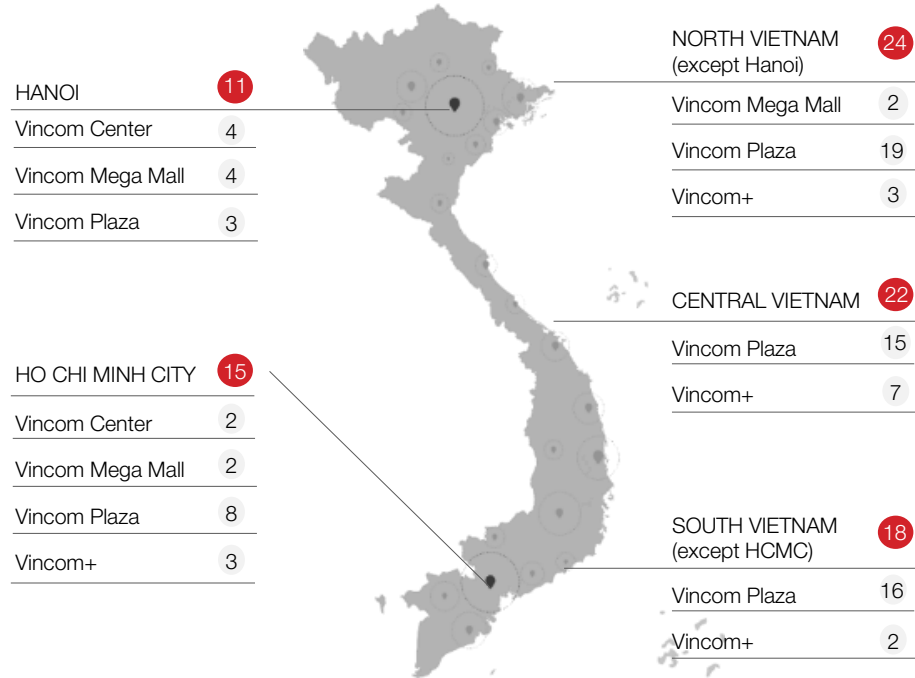 HANOI 11
Vincom Center 4
Vincom Mega Mall 4
Vincom Plaza 3
HO CHI MINH CITY 15
Vincom Center 2
Vincom Mega Mall 2
Vincom Plaza 8
Vincom+ 3
NORTH VIETNAM 24
(except Hanoi)
Vincom Mega Mall 2
Vincom Plaza 19
Vincom+ 3
CENTRAL VIETNAM 22
Vincom Plaza 15
Vincom+ 7
SOUTH VIETNAM 18
(except HCMC)
Vincom Plaza 16
Vincom+ 2